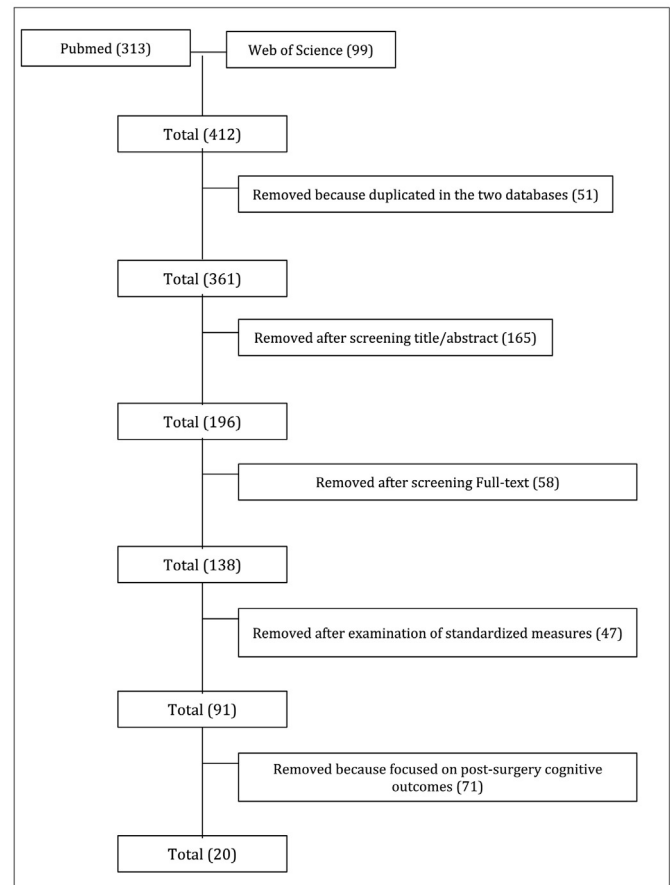 Pubmed (313)
Web of Science (99)
Total (412)
Removed because duplicated in the two databases (51)
Total (361)
Removed after screening title/abstract (165)
Total (196)
Removed after screening Full-text (58)
Total (138)
Removed after examination of standardized measures (47)
Total (91)
Removed because focused on post-surgery cognitive
outcomes (71)
Total (20)